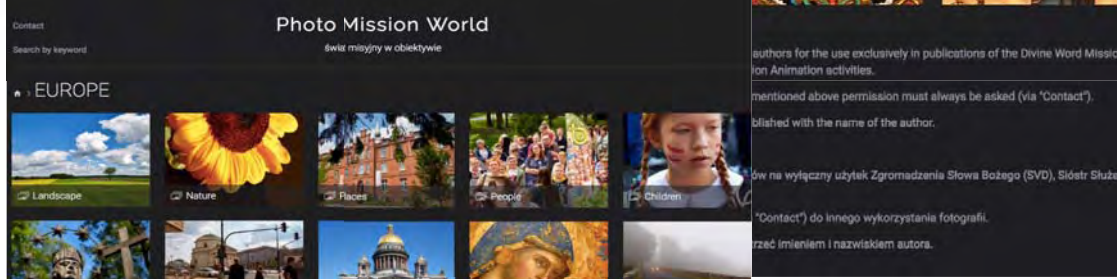 Contact
Photo Mission World
Search by keyword
świat misyjny w obiektywie
EUROPE
Landscape
Nature
Places
People
Children
authors for the use exclusively in publications of the Divine Word Missio
ion Animation activities.
mentioned above permission must always be asked (via "Contact").
blished with the name of the author.
ów na wyłączny użytek Zgromadzenia Słowa Bożego (SVD), Sióstr Służe
"Contact") do innego wykorzystania fotografii.
rzeć imieniem i nazwiskiem autora.